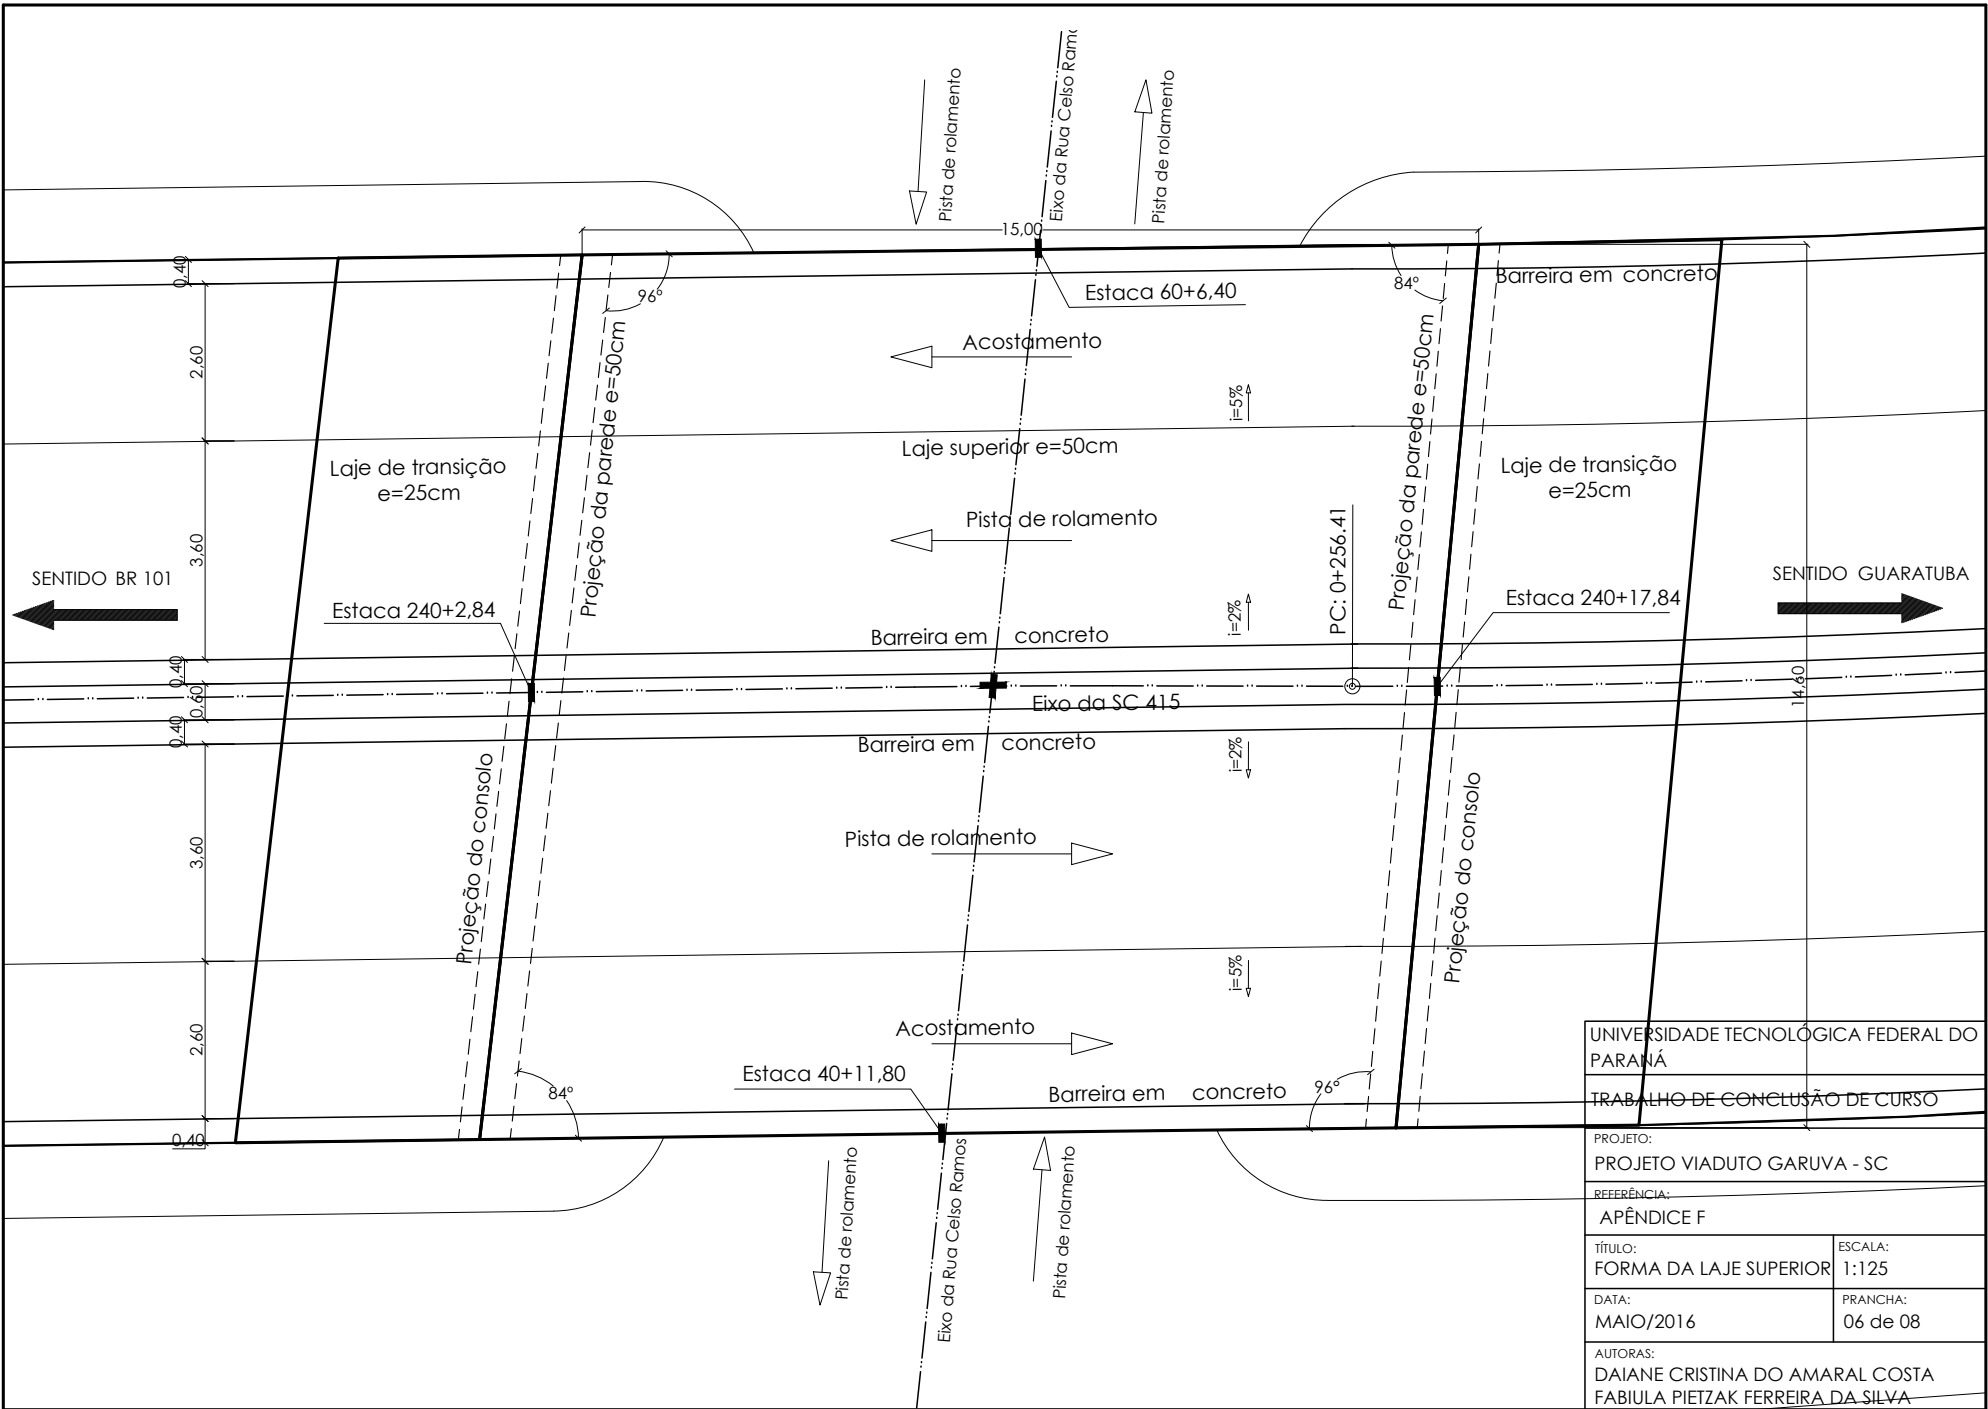 Pista de rolamento
Eixo da Rua Celso Ramo
Pista de rolamento
15,00
0,40
96°
84°
Barreira em concreto
Estaca 60+6,40
Acostamento
2,60
Projeção da parede e=50cm
Projeção da parede e=50cm
i=5%
Laje superior e=50cm
Laje de transição
e=25cm
Laje de transição
e=25cm
Pista de rolamento
3,60
PC: 0+256.41
SENTIDO BR 101
SENTIDO GUARATUBA
Estaca 240+2,84
Estaca 240+17,84
i=2%
Barreira em concreto
0,40
0,60
0,40
14,60
Eixo da SC 415
Barreira em concreto
i=2%
Projeção do consolo
Projeção do consolo
3,60
Pista de rolamento
i=5%
2,60
Acostamento
Estaca 40+11,80
84°
96°
Barreira em concreto
0,40
Pista de rolamento
Eixo da Rua Celso Ramos
Pista de rolamento
UNIVERSIDADE TECNOLÓGICA FEDERAL DO
PARANÁ
TRABALHO DE CONCLUSÃO DE CURSO
PROJETO:
PROJETO VIADUTO GARUVA - SC
REFERÊNCIA:
APÊNDICE F
TÍTULO:
FORMA DA LAJE SUPERIOR
ESCALA:
1:125
DATA:
MAIO/2016
PRANCHA:
06 de 08
AUTORAS:
DAIANE CRISTINA DO AMARAL COSTA
FABIULA PIETZAK FERREIRA DA SILVA